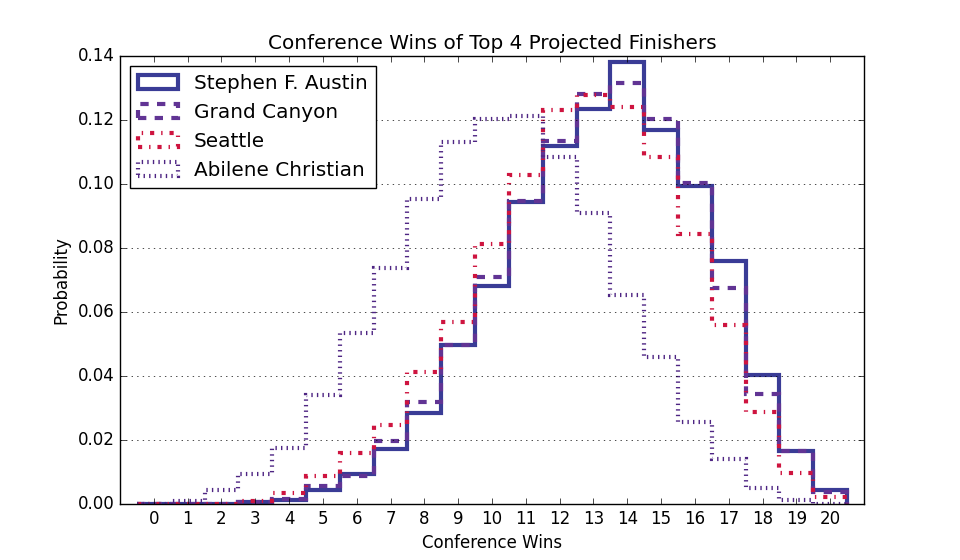 Conference Wins of Top 4 Projected Finishers
0.14
0.12
0.10
0.08
0.06
0.04
0.02
0.00
Probability
Stephen F. Austin
Grand Canyon
Seattle
Abilene Christian
0 1 2 3 4 5 6 7 8 9 10 11 12 13 14 15 16 17 18 19 20
Conference Wins